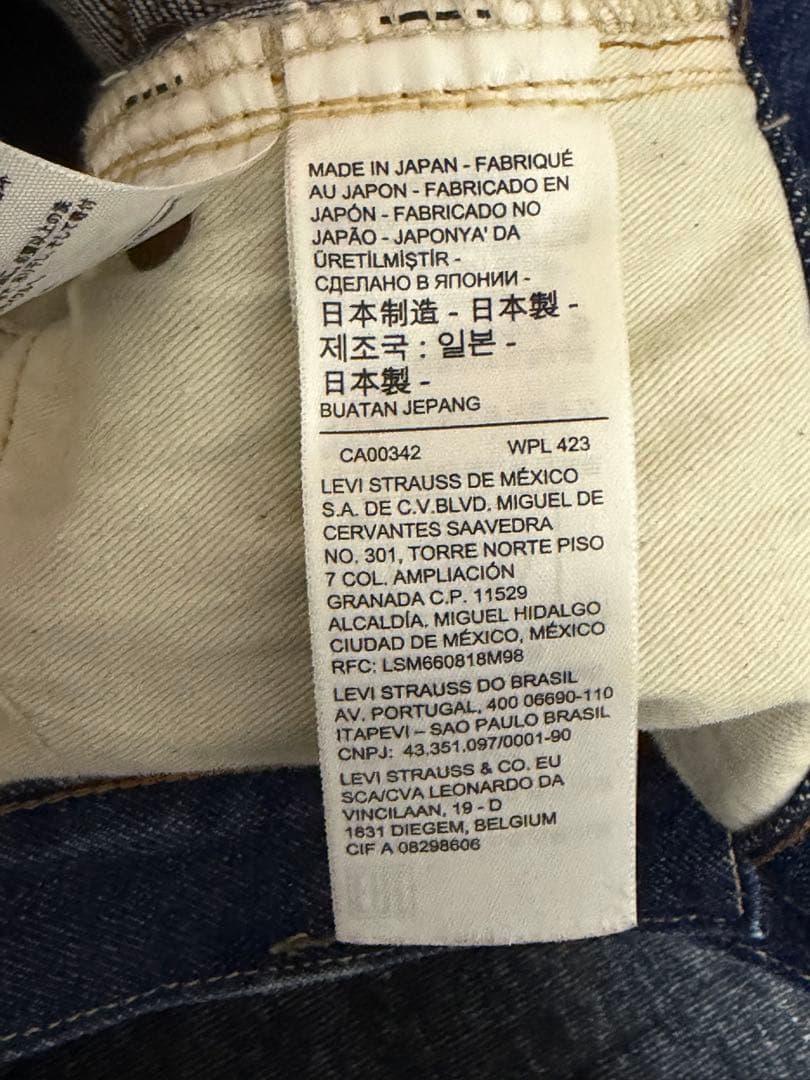 MADE IN JAPAN - FABRIQUÉ
AU JAPON - FABRICADO EN
JAPÓN - FABRICADO NO
JAPÃO - JAPONYA' DA
ÜRETİLMİŞTİR -
СДЕЛАНО В ЯПОНИИ -
日本制造 - 日本製 -
제조국 : 일본 -
日本製 -
BUATAN JEPANG
CA00342 WPL 423
LEVI STRAUSS DE MÉXICO
S.A. DE C.V.BLVD. MIGUEL DE
CERVANTES SAAVEDRA
NO. 301, TORRE NORTE PISO
7 COL. AMPLIACIÓN
GRANADA C.P. 11529
ALCALDÍA. MIGUEL HIDALGO
CIUDAD DE MÉXICO, MÉXICO
RFC: LSM660818M98
LEVI STRAUSS DO BRASIL
AV. PORTUGAL, 400 06690-110
ITAPEVI – SAO PAULO BRASIL
CNPJ: 43.351.097/0001-90
LEVI STRAUSS & CO. EU
SCA/CVA LEONARDO DA
VINCILAAN, 19 - D
1831 DIEGEM, BELGIUM
CIF A 08298606